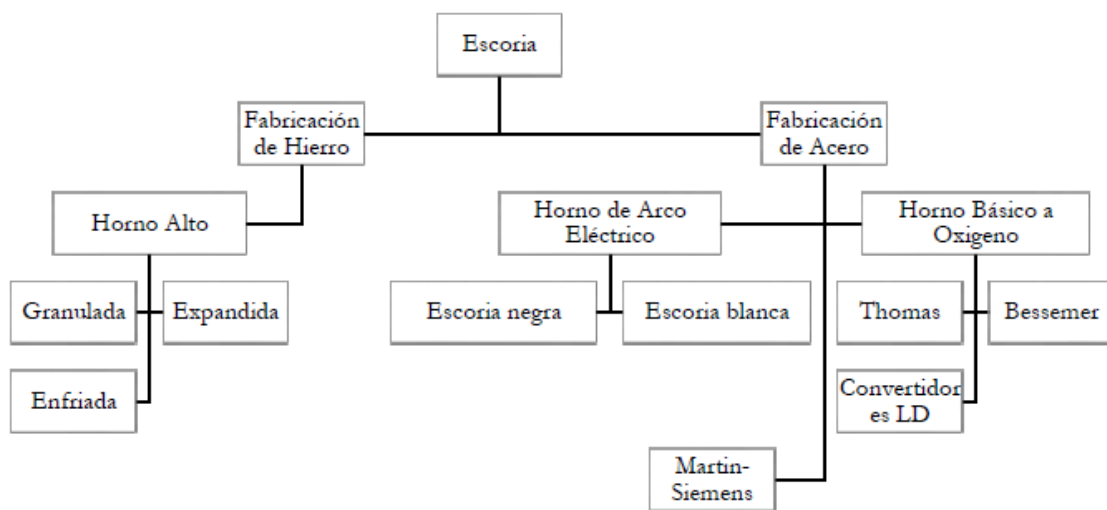 Escoria
Fabricación
de Hierro
Fabricación
de Acero
Horno Alto
Horno de Arco
Eléctrico
Horno Básico a
Oxigeno
Granulada
Expandida
Escoria negra
Escoria blanca
Thomas
Bessemer
Enfriada
Convertidor
es LD
Martin-
Siemens